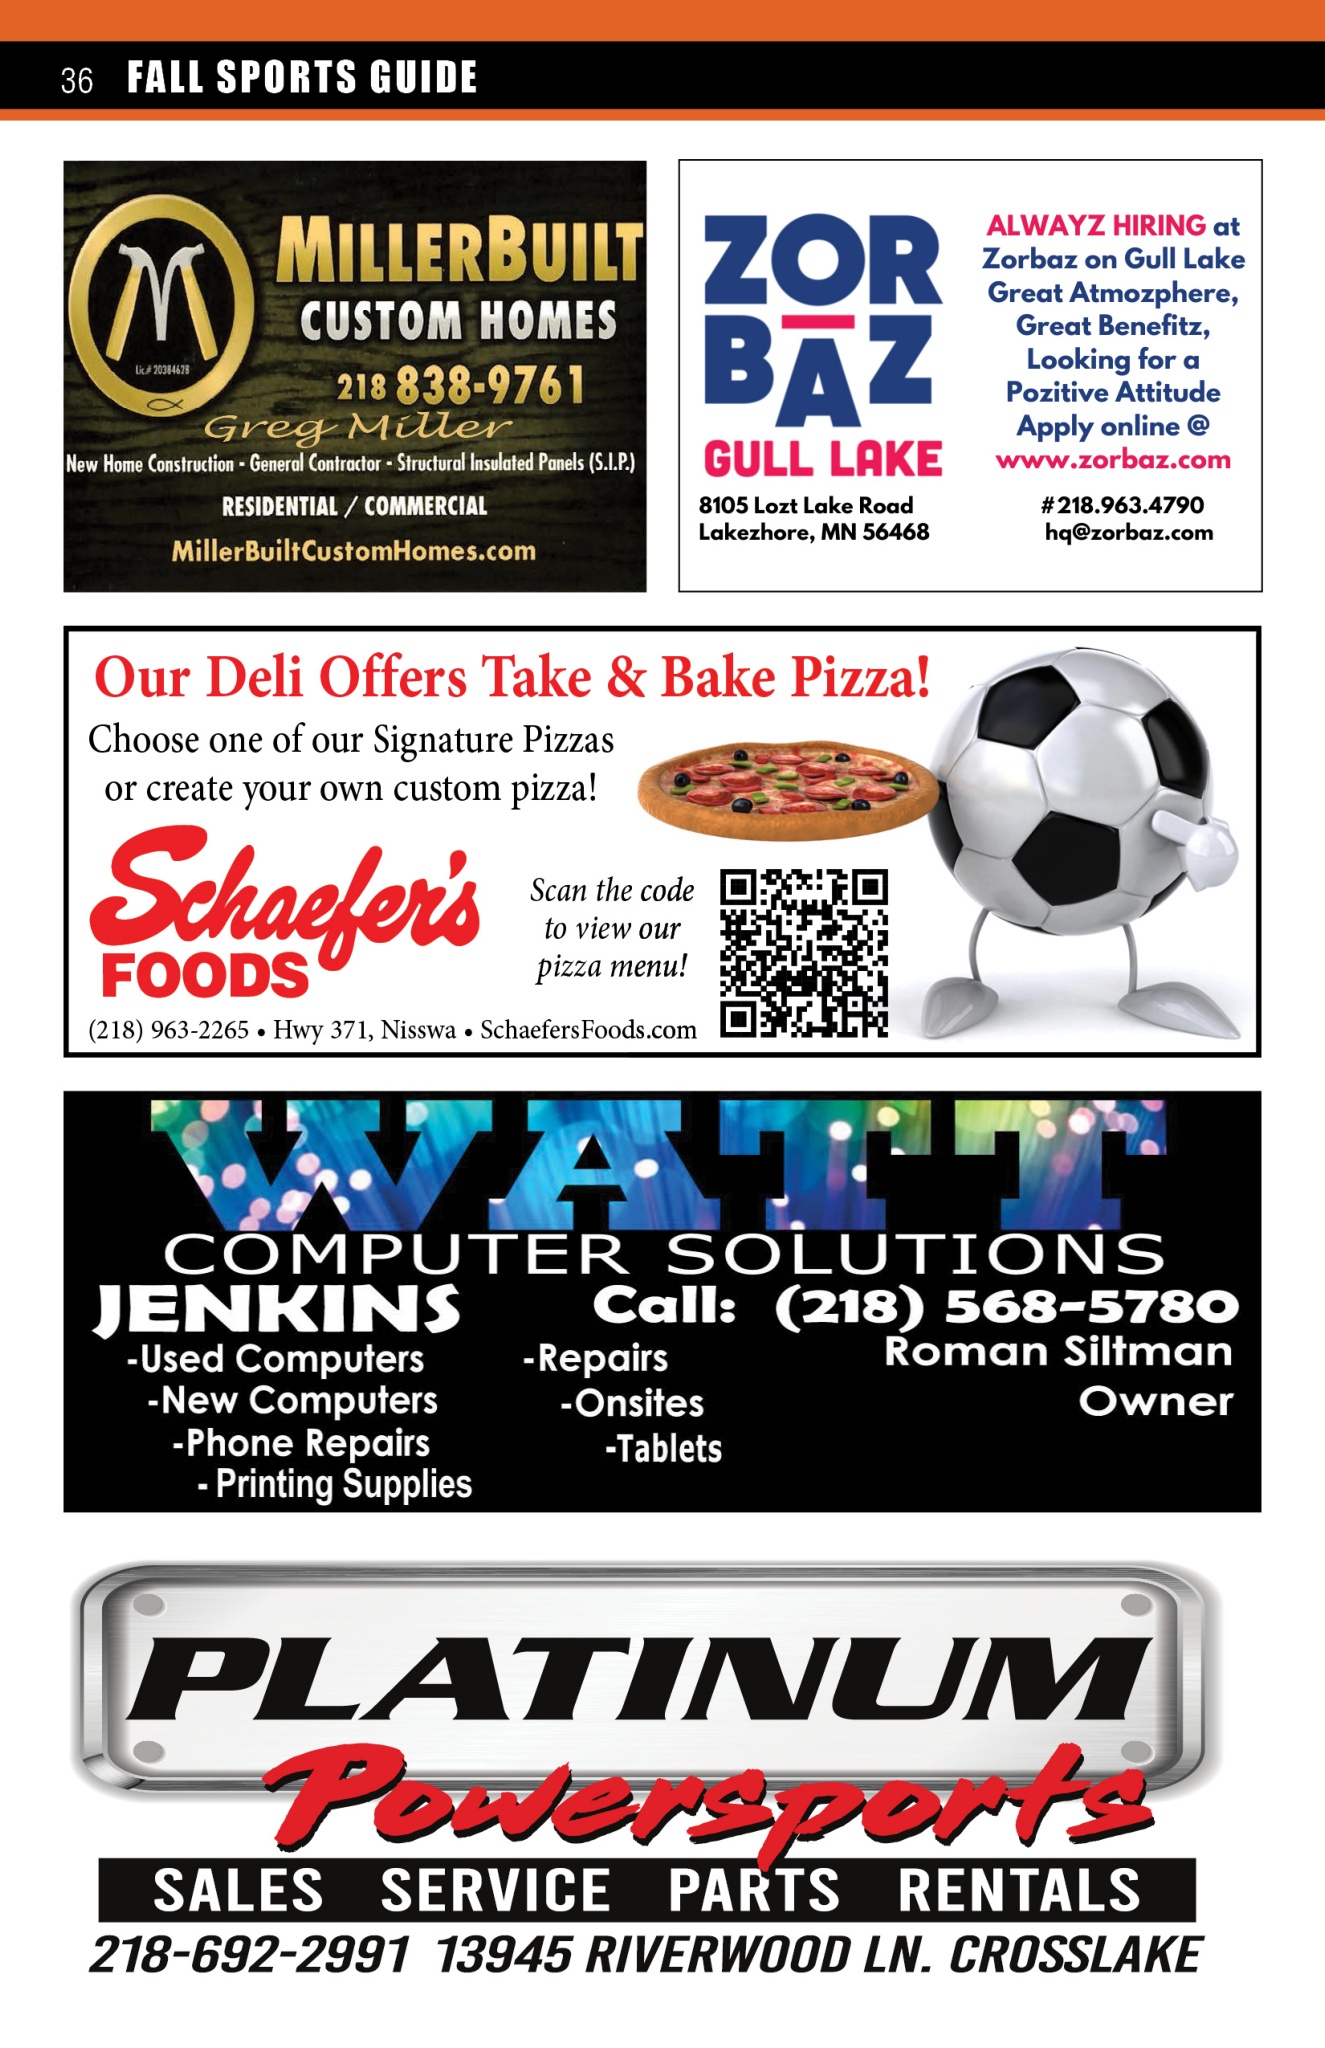 36 FALL SPORTS GUIDE
MILLERBUILT
CUSTOM HOMES
Lic.# 20384628
218 838-9761
Greg Miller
New Home Construction - General Contractor - Structural Insulated Panels (S.I.P.)
RESIDENTIAL / COMMERCIAL
MillerBuiltCustomHomes.com
ZOR
BAZ
GULL LAKE
8105 Lozt Lake Road
Lakezhore, MN 56468
ALWAYZ HIRING at
Zorbaz on Gull Lake
Great Atmozphere,
Great Benefitz,
Looking for a
Pozitive Attitude
Apply online @
www.zorbaz.com
#218.963.4790
hq@zorbaz.com
Our Deli Offers Take & Bake Pizza!
Choose one of our Signature Pizzas
or create your own custom pizza!
Schaefer's
FOODS
Scan the code
to view our
pizza menu!
(218) 963-2265 • Hwy 371, Nisswa • SchaefersFoods.com
WATT
COMPUTER SOLUTIONS
JENKINS
-Used Computers
-New Computers
-Phone Repairs
- Printing Supplies
-Repairs
-Onsites
-Tablets
Call: (218) 568-5780
Roman Siltman
Owner
PLATINUM
Powersports
SALES SERVICE PARTS RENTALS
218-692-2991 13945 RIVERWOOD LN. CROSSLAKE